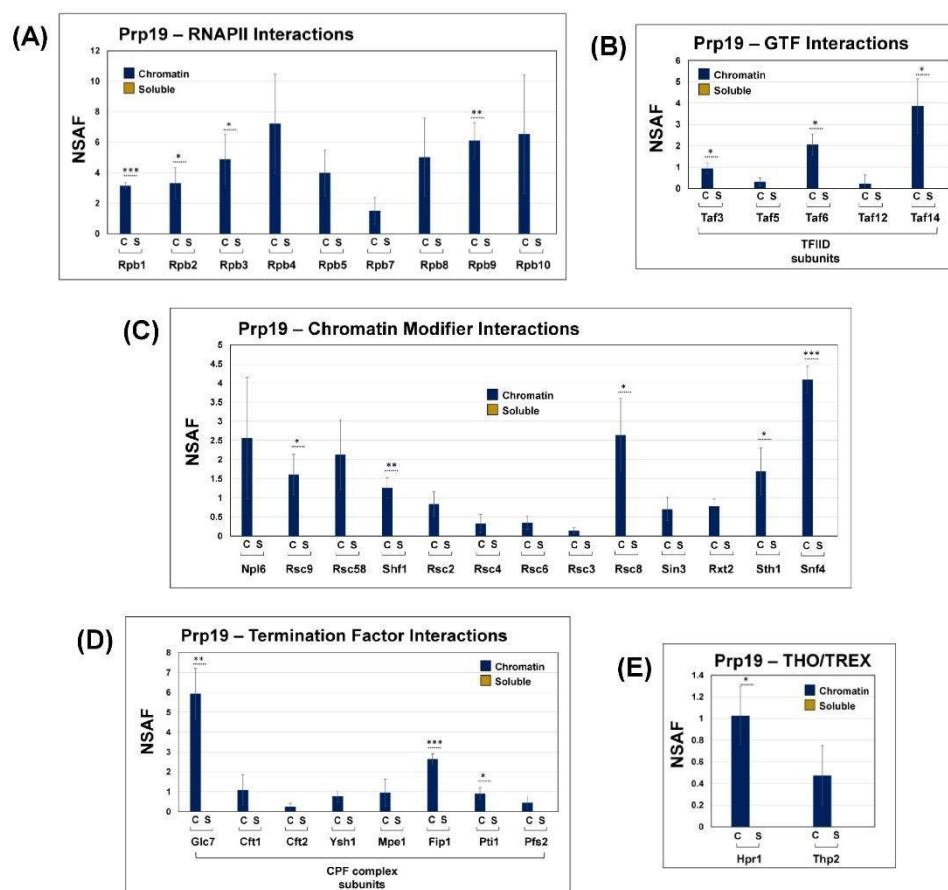 (A)
Prp19 – RNAPII Interactions
NSAF
12
10
8
6
4
2
0
Chromatin
Soluble
*** * * **
C S C S C S C S C S C S C S C S C S
Rpb1 Rpb2 Rpb3 Rpb4 Rpb5 Rpb7 Rpb8 Rpb9 Rpb10
(B)
Prp19 – GTF Interactions
NSAF
6
5
4
3
2
1
0
Chromatin
Soluble
* * *
C S C S C S C S C S
Taf3 Taf5 Taf6 Taf12 Taf14
TFIID
subunits
(C)
Prp19 – Chromatin Modifier Interactions
NSAF
5
4.5
4
3.5
3
2.5
2
1.5
1
0.5
0
Chromatin
Soluble
* ** * * ***
C S C S C S C S C S C S C S C S C S C S C S C S C S
Npl6 Rsc9 Rsc58 Shf1 Rsc2 Rsc4 Rsc6 Rsc3 Rsc8 Sin3 Rxt2 Sth1 Snf4
(D)
Prp19 – Termination Factor Interactions
NSAF
8
7
6
5
4
3
2
1
0
Chromatin
Soluble
** *** *
C S C S C S C S C S C S C S C S
Glc7 Cft1 Cft2 Ysh1 Mpe1 Fip1 Pti1 Pfs2
CPF complex
subunits
(E)
Prp19 – THO/TREX
NSAF
1.4
1.2
1
0.8
0.6
0.4
0.2
0
Chromatin
Soluble
*
C S C S
Hpr1 Thp2